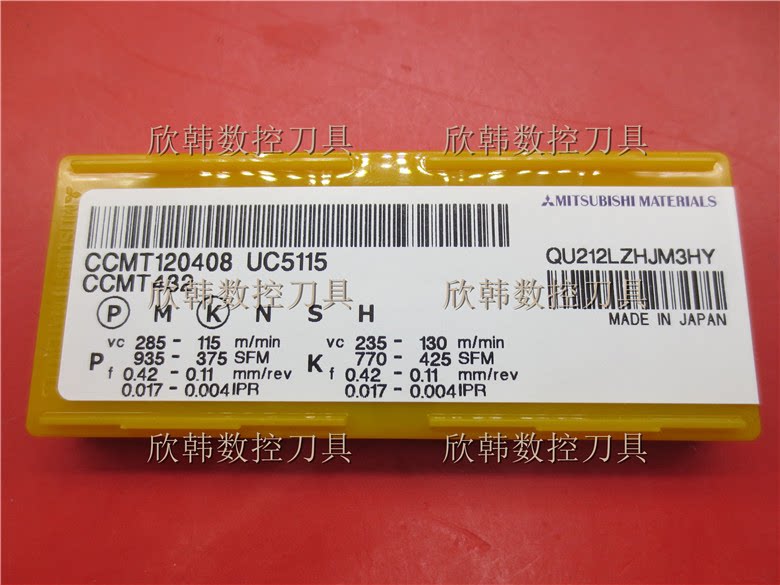 欣韩数控刀具 欣韩数控刀具
MITSUBISHI MATERIALS
CCMT120408 UC5115
CCMT432
QU212LZHJM3HY
MADE IN JAPAN
欣韩数控刀具 欣韩数控刀具
P M K N S H
P vc 285 - 115 m/min
935 - 375 SFM
f 0.42 - 0.11 mm/rev
0.017 - 0.004 IPR
K vc 235 - 130 m/min
770 - 425 SFM
f 0.42 - 0.11 mm/rev
0.017 - 0.004 IPR
欣韩数控刀具 欣韩数控刀具